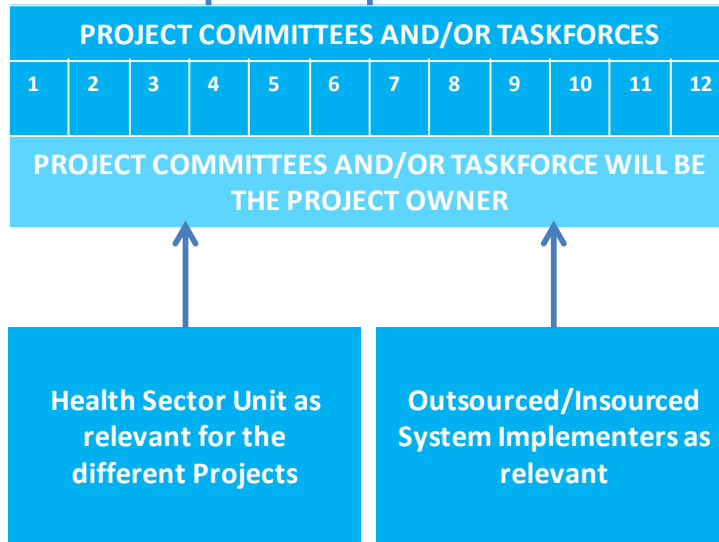 PROJECT COMMITTEES AND/OR TASKFORCES
1 2 3 4 5 6 7 8 9 10 11 12
PROJECT COMMITTEES AND/OR TASKFORCE WILL BE
THE PROJECT OWNER
Health Sector Unit as
relevant for the
different Projects
Outsourced/Insourced
System Implementers as
relevant